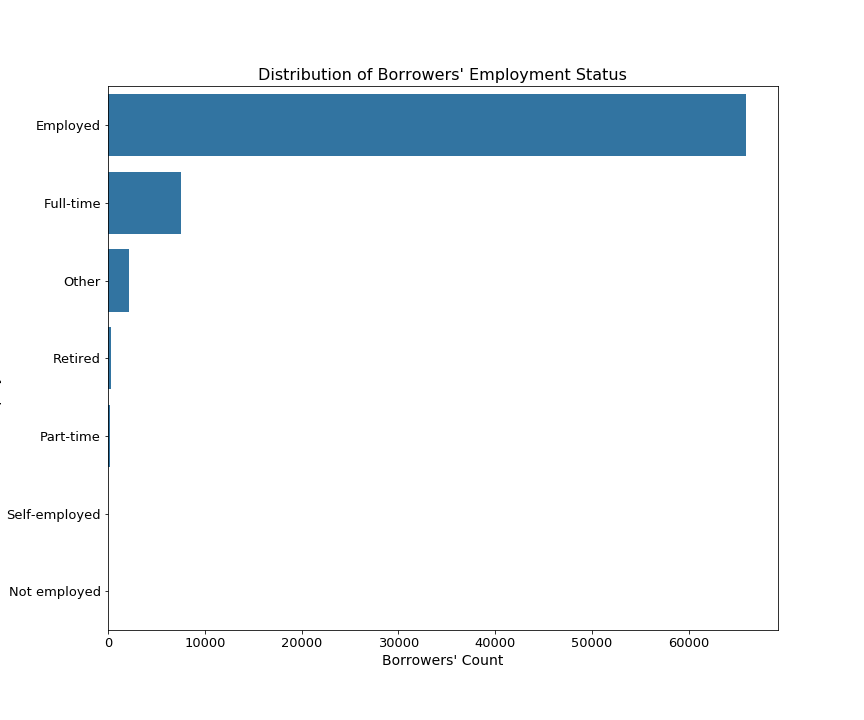 Distribution of Borrowers' Employment Status
Employed
Full-time
Other
Retired
Part-time
Self-employed
Not employed
0 10000 20000 30000 40000 50000 60000
Borrowers' Count